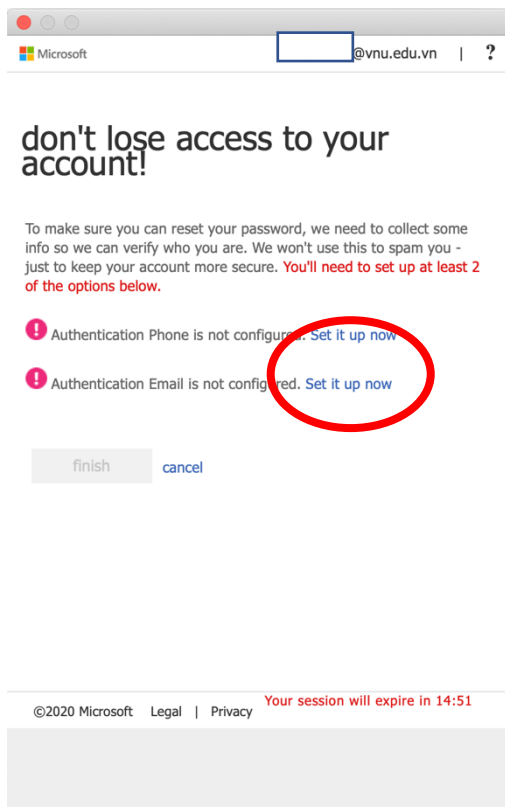 Microsoft @vnu.edu.vn | ?
don't lose access to your
account!
To make sure you can reset your password, we need to collect some
info so we can verify who you are. We won't use this to spam you -
just to keep your account more secure. You'll need to set up at least 2
of the options below.
! Authentication Phone is not configured. Set it up now
! Authentication Email is not configured. Set it up now
finish cancel
Your session will expire in 14:51
©2020 Microsoft Legal | Privacy